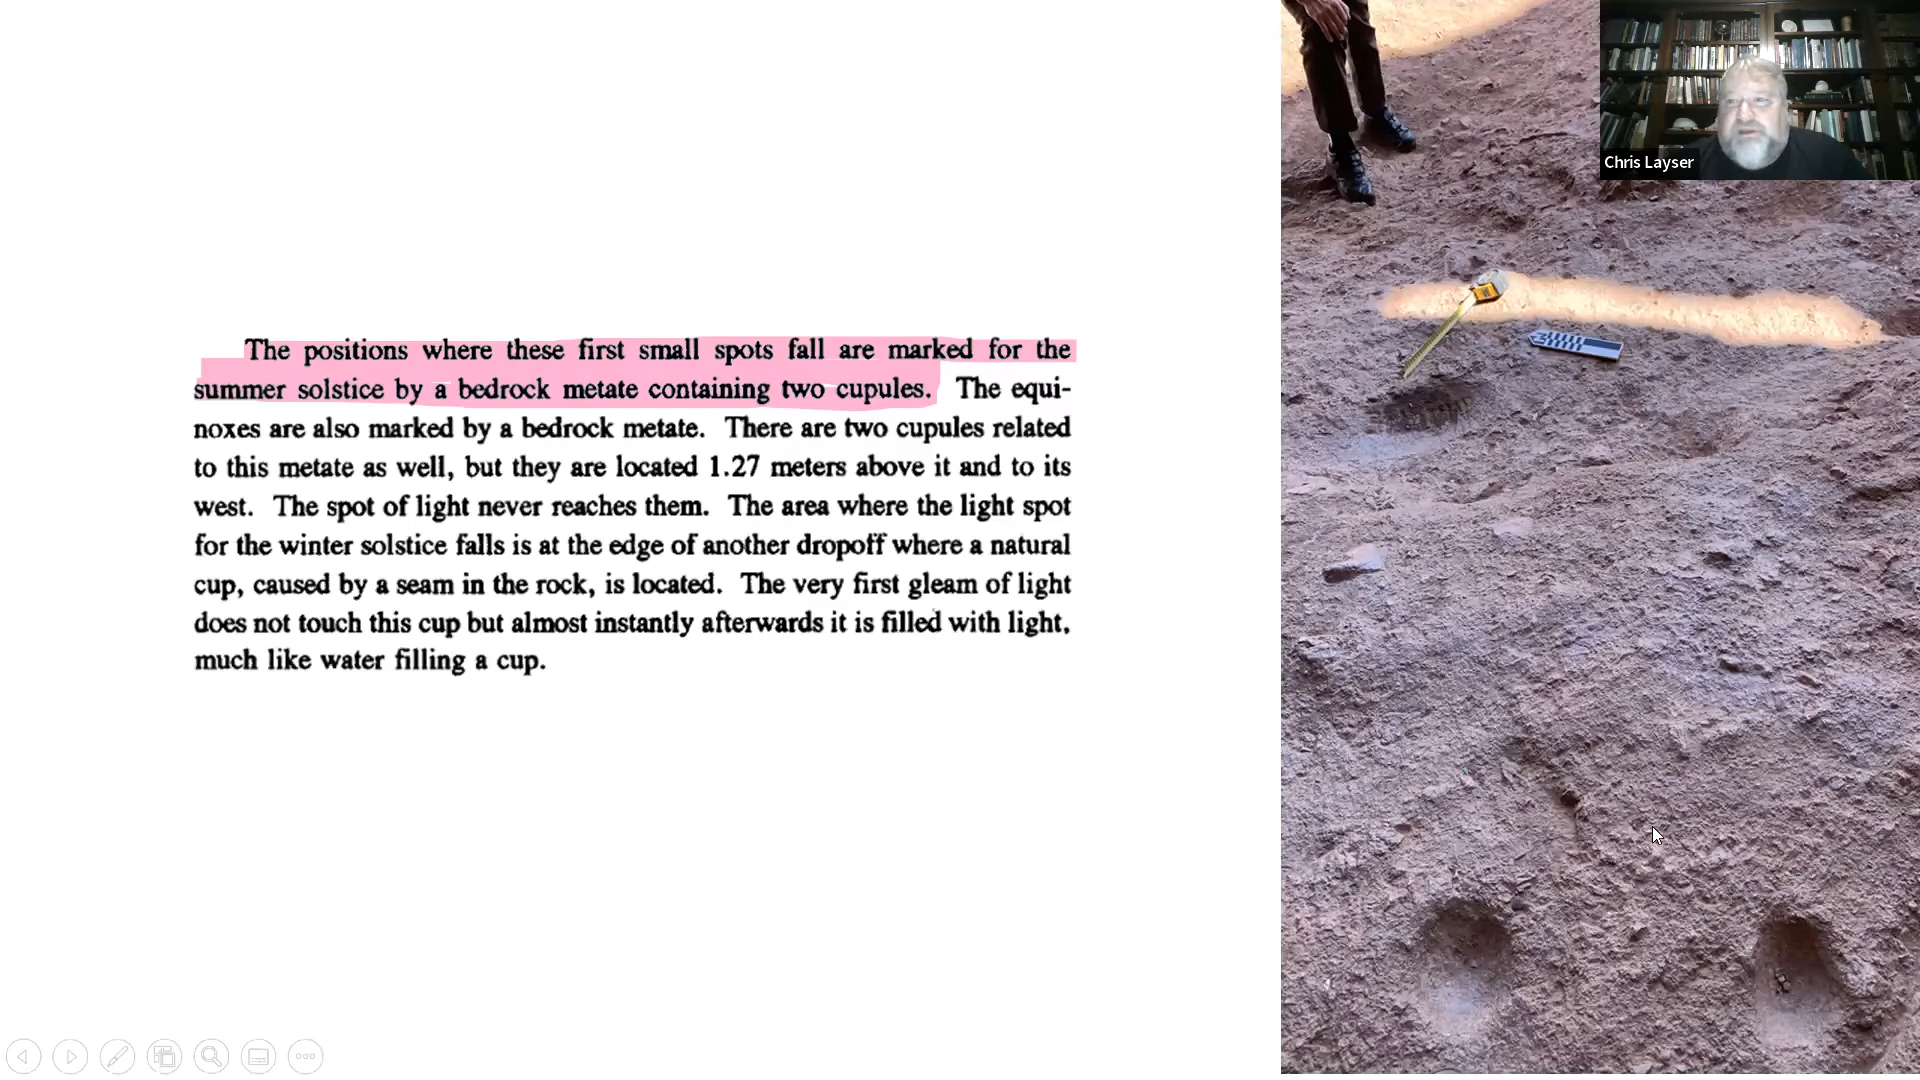 The positions where these first small spots fall are marked for the
summer solstice by a bedrock metate containing two cupules. The equi-
noxes are also marked by a bedrock metate. There are two cupules related
to this metate as well, but they are located 1.27 meters above it and to its
west. The spot of light never reaches them. The area where the light spot
for the winter solstice falls is at the edge of another dropoff where a natural
cup, caused by a seam in the rock, is located. The very first gleam of light
does not touch this cup but almost instantly afterwards it is filled with light,
much like water filling a cup.
Chris Layser